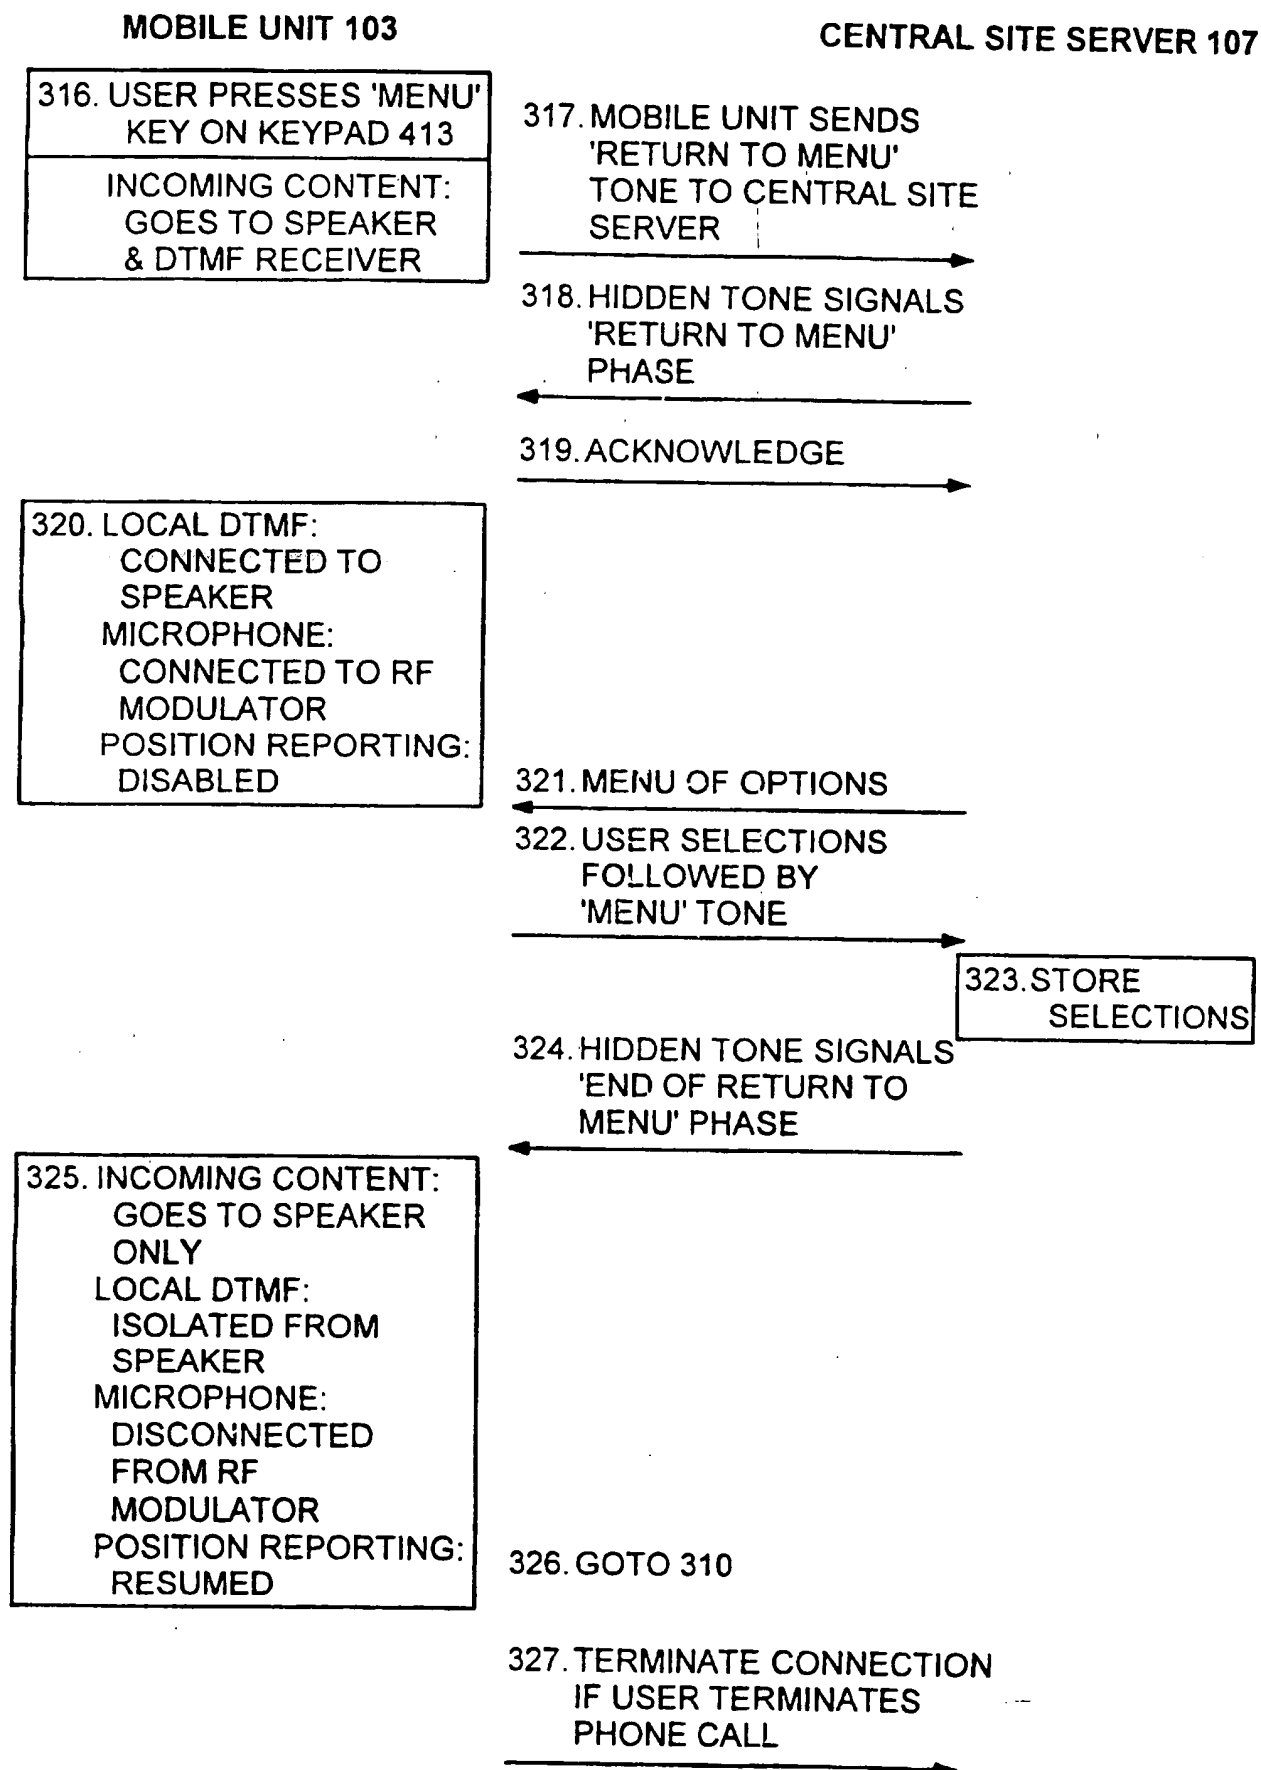 MOBILE UNIT 103
CENTRAL SITE SERVER 107
316. USER PRESSES 'MENU'
KEY ON KEYPAD 413
INCOMING CONTENT:
GOES TO SPEAKER
& DTMF RECEIVER
317. MOBILE UNIT SENDS
'RETURN TO MENU'
TONE TO CENTRAL SITE
SERVER
318. HIDDEN TONE SIGNALS
'RETURN TO MENU'
PHASE
319. ACKNOWLEDGE
320. LOCAL DTMF:
CONNECTED TO
SPEAKER
MICROPHONE:
CONNECTED TO RF
MODULATOR
POSITION REPORTING:
DISABLED
321. MENU OF OPTIONS
322. USER SELECTIONS
FOLLOWED BY
'MENU' TONE
323. STORE
SELECTIONS
324. HIDDEN TONE SIGNALS
'END OF RETURN TO
MENU' PHASE
325. INCOMING CONTENT:
GOES TO SPEAKER
ONLY
LOCAL DTMF:
ISOLATED FROM
SPEAKER
MICROPHONE:
DISCONNECTED
FROM RF
MODULATOR
POSITION REPORTING:
RESUMED
326. GOTO 310
327. TERMINATE CONNECTION
IF USER TERMINATES
PHONE CALL